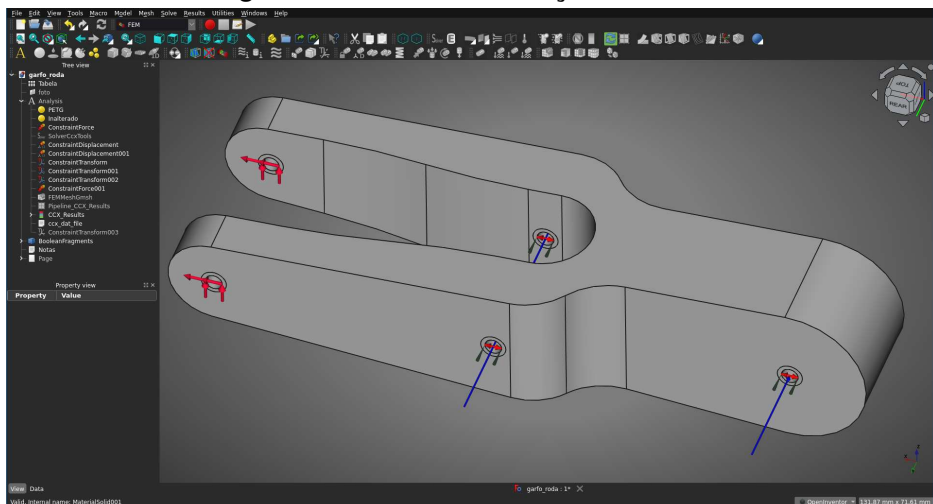 File Edit View Tools Macro Model Mesh Solve Results Utilities Windows Help
FEM
Tree view
garfo_roda
Tabela
foto
Analysis
PETG
Inalterado
ConstraintForce
SolverCcxTools
ConstraintDisplacement
ConstraintDisplacement001
ConstraintTransform
ConstraintTransform001
ConstraintTransform002
ConstraintForce001
FEMMeshGmsh
Pipeline_CCX_Results
CCX_Results
ccx_dat_file
ConstraintTransform003
BooleanFragments
Notas
Page
REAR
Property view
Property Value
View Data
garfo_roda : 1*
Valid, Internal name: MaterialSolid001
OpenInventor 131.87 mm x 71.61 mm